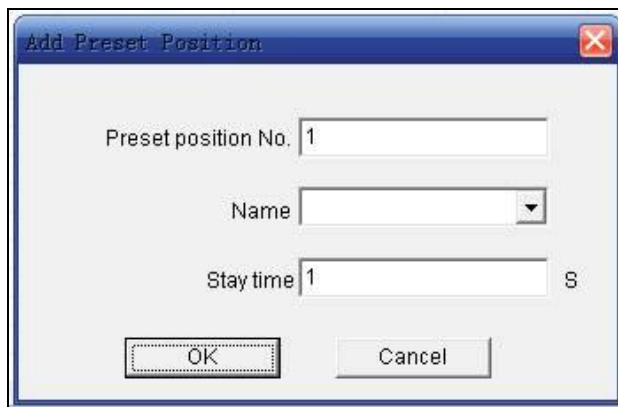 Add Preset Position
Preset position No. 1
Name
Stay time 1 S
OK Cancel